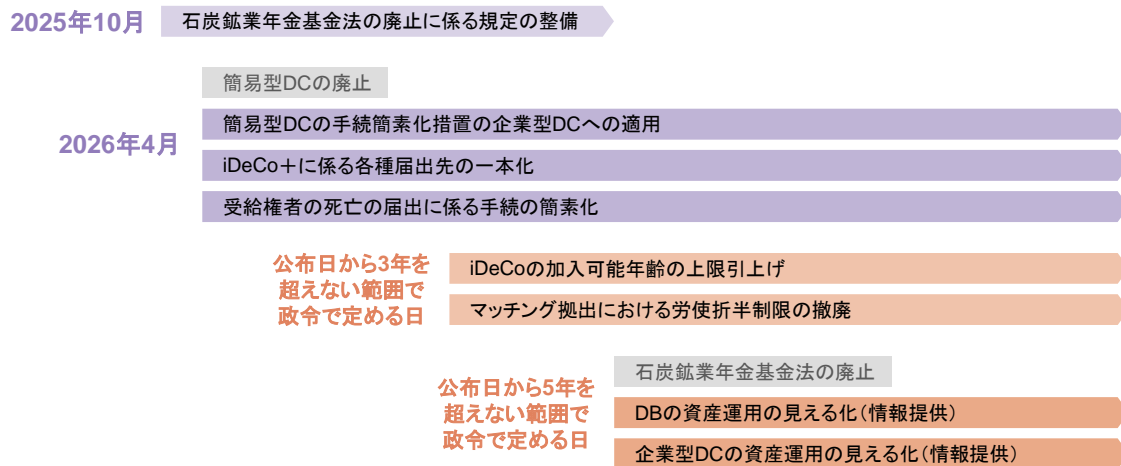 2025年10月
石炭鉱業年金基金法の廃止に係る規定の整備
2026年4月
簡易型DCの廃止
簡易型DCの手続簡素化措置の企業型DCへの適用
iDeCo＋に係る各種届出先の一本化
受給権者の死亡の届出に係る手続の簡素化
公布日から3年を
超えない範囲で
政令で定める日
iDeCoの加入可能年齢の上限引上げ
マッチング拠出における労使折半制限の撤廃
公布日から5年を
超えない範囲で
政令で定める日
石炭鉱業年金基金法の廃止
DBの資産運用の見える化（情報提供）
企業型DCの資産運用の見える化（情報提供）